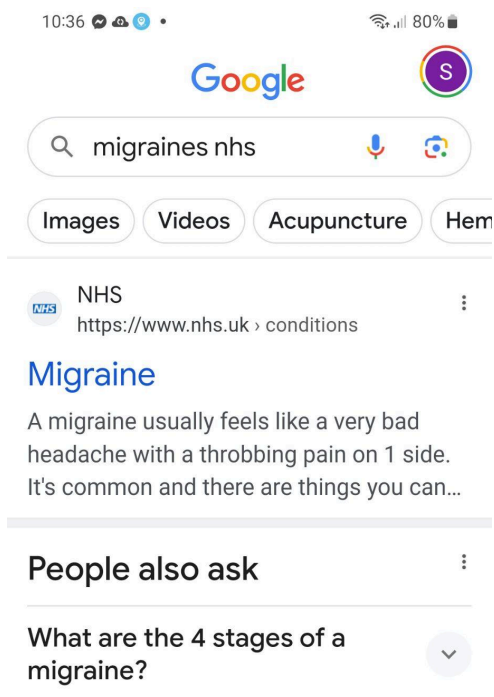 10:36 80%
Google S
migraines nhs
Images Videos Acupuncture Hem
NHS NHS
https://www.nhs.uk › conditions
Migraine
A migraine usually feels like a very bad
headache with a throbbing pain on 1 side.
It's common and there are things you can...
People also ask
What are the 4 stages of a
migraine?